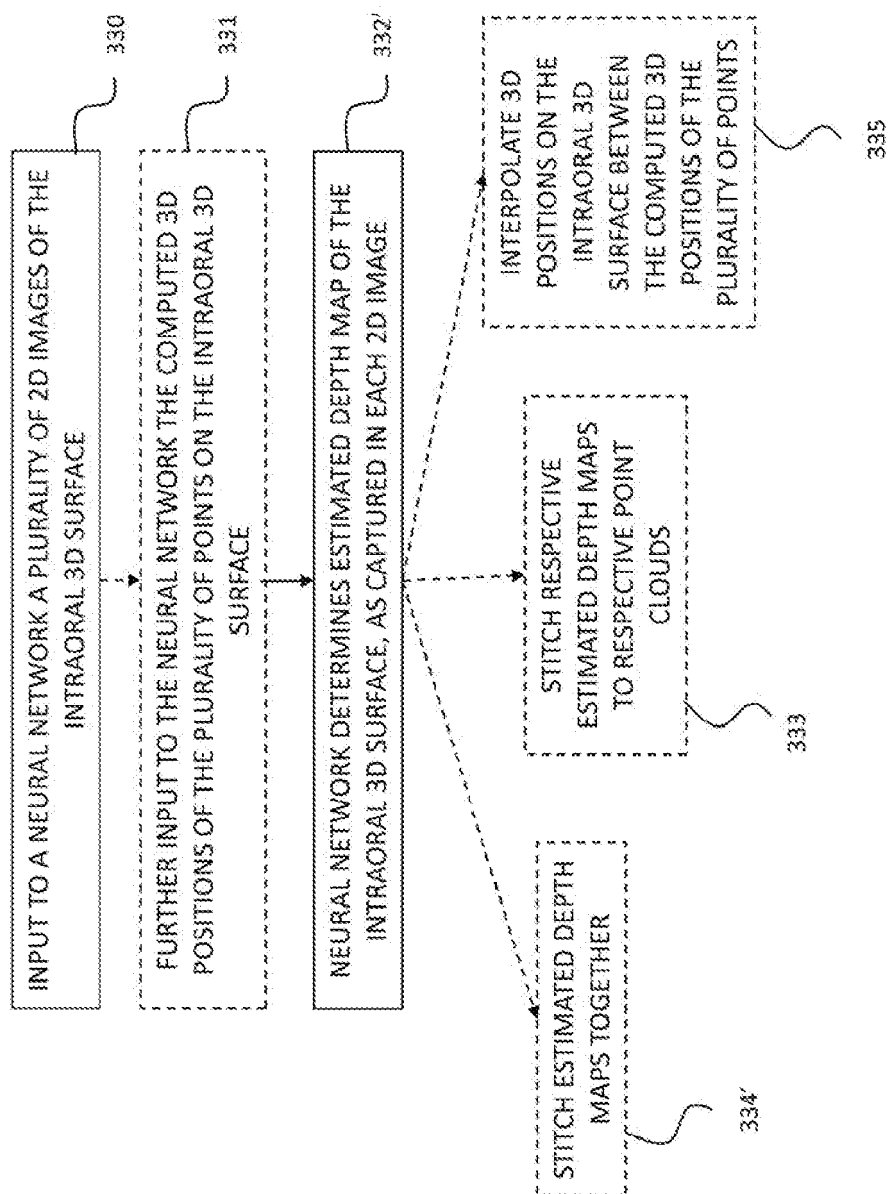 INPUT TO A NEURAL NETWORK A PLURALITY OF 2D IMAGES OF THE
INTRAORAL 3D SURFACE
330
FURTHER INPUT TO THE NEURAL NETWORK THE COMPUTED 3D
POSITIONS OF THE PLURALITY OF POINTS ON THE INTRAORAL 3D
SURFACE
331
NEURAL NETWORK DETERMINES ESTIMATED DEPTH MAP OF THE
INTRAORAL 3D SURFACE, AS CAPTURED IN EACH 2D IMAGE
332'
STITCH ESTIMATED DEPTH
MAPS TOGETHER
334'
STITCH RESPECTIVE
ESTIMATED DEPTH MAPS
TO RESPECTIVE POINT
CLOUDS
333
INTERPOLATE 3D
POSITIONS ON THE
INTRAORAL 3D
SURFACE BETWEEN
THE COMPUTED 3D
POSITIONS OF THE
PLURALITY OF POINTS
335